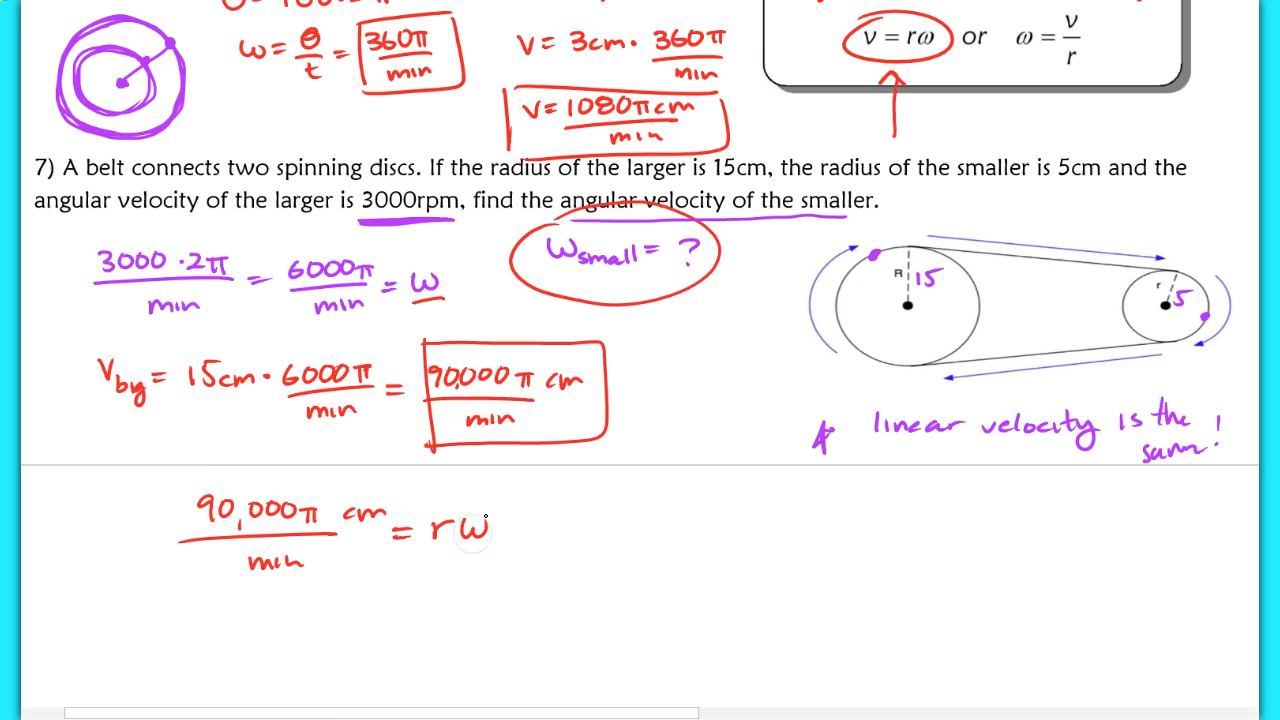 ω = θ/t = 360π/min
v = 3cm · 360π/min
v = 1080π cm/min
v = rω or ω = v/r
7) A belt connects two spinning discs. If the radius of the larger is 15cm, the radius of the smaller is 5cm and the
angular velocity of the larger is 3000rpm, find the angular velocity of the smaller.
3000 · 2π/min = 6000π/min = ω
ω small = ?
R 15
r 5
V by = 15cm · 6000π/min = 90,000π cm/min
linear velocity is the
same!
90,000π cm/min = rω